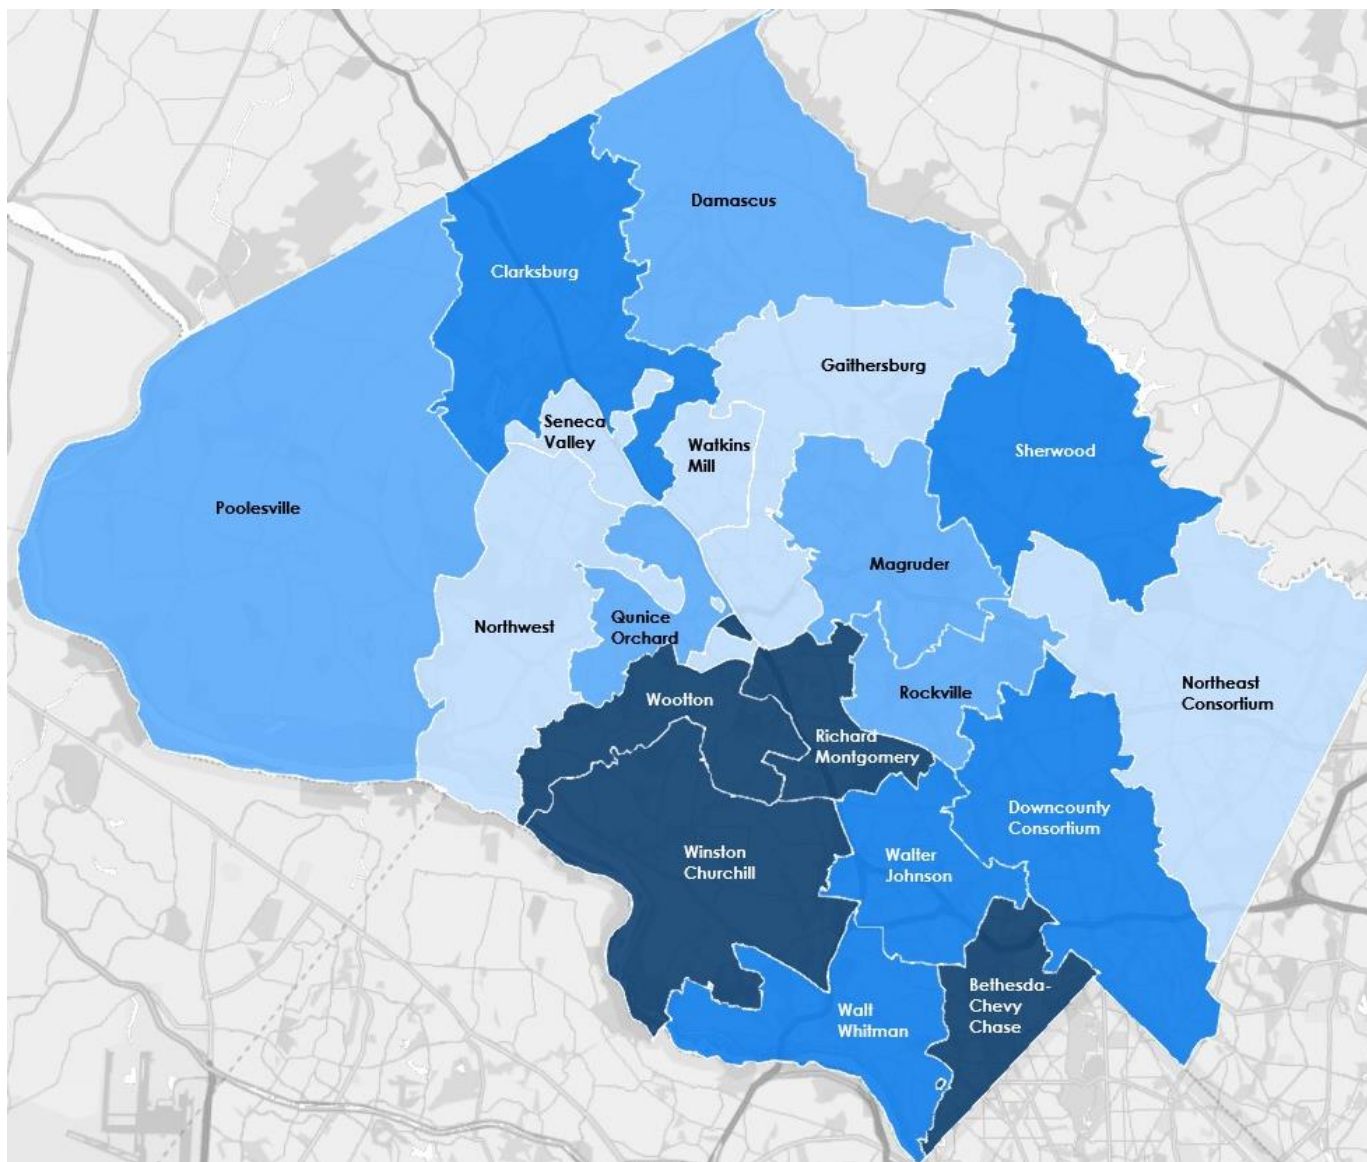 Damascus
Clarksburg
Gaithersburg
Seneca
Valley
Watkins
Mill
Sherwood
Poolesville
Magruder
Northwest
Qunice
Orchard
Wootton
Rockville
Northeast
Consortium
Richard
Montgomery
Downcounty
Consortium
Winston
Churchill
Walter
Johnson
Bethesda-
Chevy
Chase
Walt
Whitman